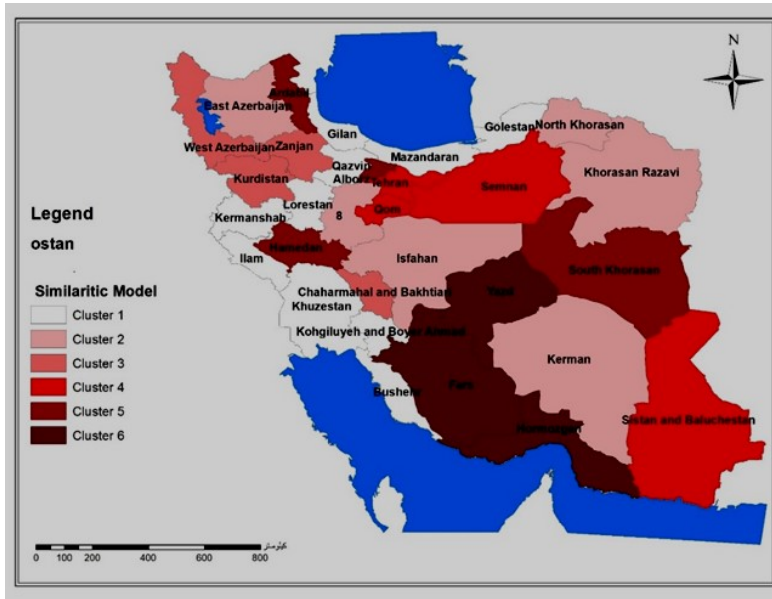 N
Ardabil
East Azerbaijan
Golestan
North Khorasan
Gilan
West Azerbaijan
Zanjan
Mazandaran
Qazvin
Khorasan Razavi
Alborz
Tehran
Kurdistan
Semnan
Lorestan
Qom
Kermanshab
8
Hamedan
Ilam
Isfahan
South Khorasan
Chaharmahal and Bakhtiari
Yazd
Khuzestan
Kohgiluyeh and Boyer Ahmad
Kerman
Bushehr
Fars
Sistan and Baluchestan
Hormozgan
Legend
ostan
Similaritic Model
Cluster 1
Cluster 2
Cluster 3
Cluster 4
Cluster 5
Cluster 6
کیلومتر
0 100 200 400 600 800